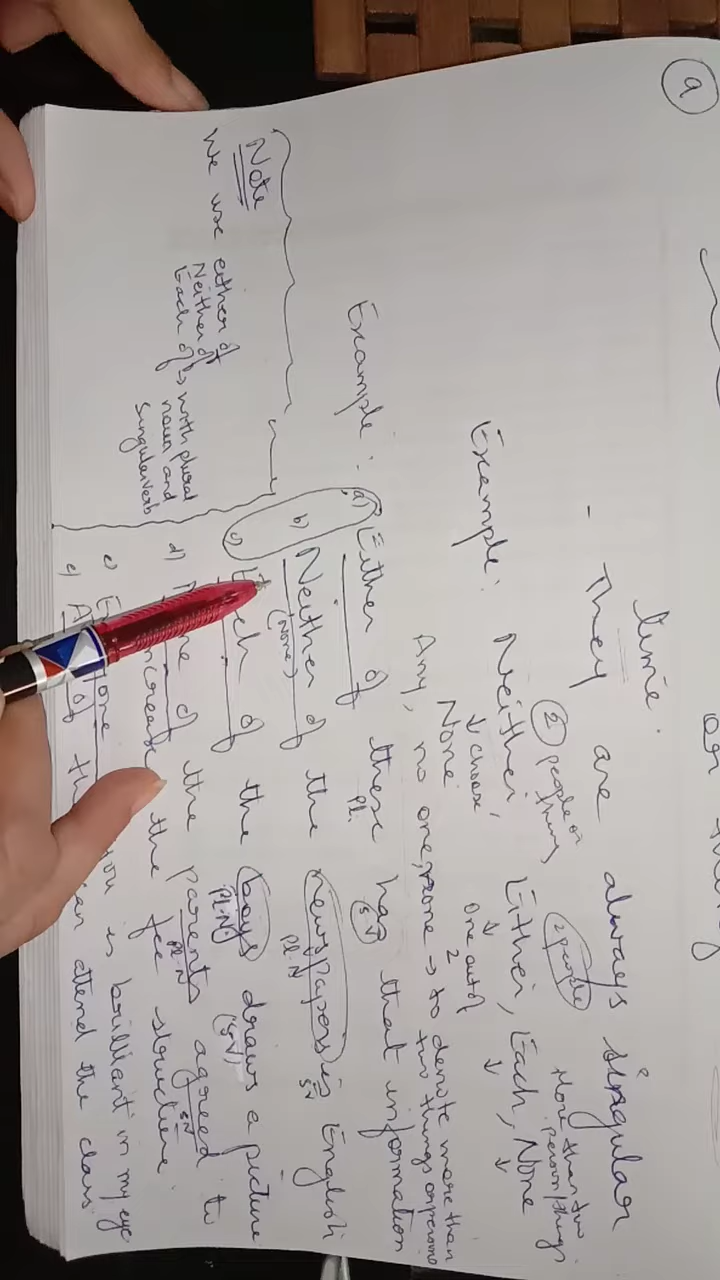 9
time.
- They are always singular
Example: Neither, Either, Each, None
2 people or things
2 people
More than two person/things
choose
None
One out of 2
Any, no one, none → to denote more than two things or persons
Example: a) Either of these has that information
Pl.
SV
b) Neither of the newspapers is English
(None)
Pl N
SV
c) Each of the boys draws a picture
Pl-N
(SV)
d) of the parents agreed to
Pl-N
SV
increase the fee structure.
e) you is brilliant in my eye
of can attend the class
Note
We use either of
Neither of
Each of → with plural
noun and
singular verb